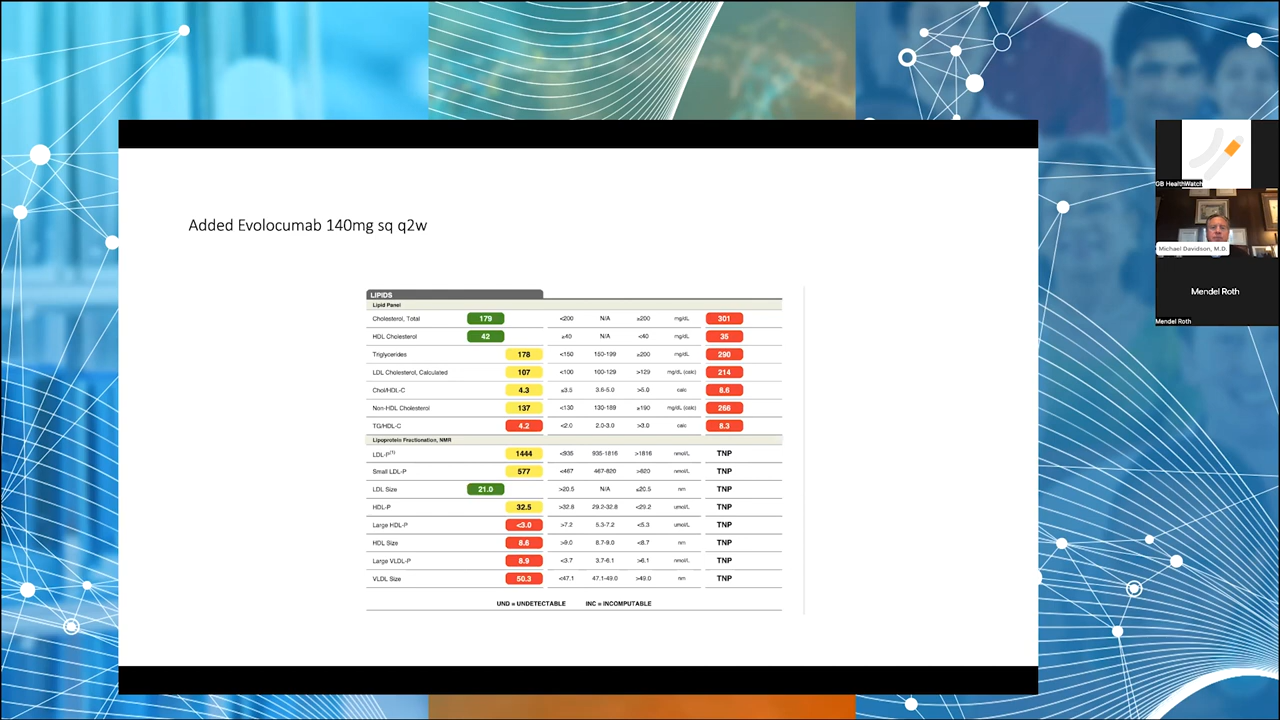 Added Evolocumab 140mg sq q2w
LIPIDS
Lipid Panel
Cholesterol, Total 179 <200 N/A ≥200 mg/dL 301
HDL Cholesterol 42 ≥40 N/A <40 mg/dL 35
Triglycerides 178 <150 150-199 ≥200 mg/dL 290
LDL Cholesterol, Calculated 107 <100 100-129 >129 mg/dL (calc) 214
Chol/HDL-C 4.3 ≤3.5 3.6-5.0 >5.0 calc 8.6
Non-HDL Cholesterol 137 <130 130-189 ≥190 mg/dL (calc) 266
TG/HDL-C 4.2 <2.0 2.0-3.0 >3.0 calc 8.3
Lipoprotein Fractionation, NMR
LDL-P(1) 1444 <935 935-1816 >1816 nmol/L TNP
Small LDL-P 577 <467 467-820 >820 nmol/L TNP
LDL Size 21.0 >20.5 N/A ≤20.5 nm TNP
HDL-P 32.5 >32.8 29.2-32.8 <29.2 umol/L TNP
Large HDL-P <3.0 >7.2 5.3-7.2 <5.3 umol/L TNP
HDL Size 8.6 >9.0 8.7-9.0 <8.7 nm TNP
Large VLDL-P 8.9 <3.7 3.7-6.1 >6.1 nmol/L TNP
VLDL Size 50.3 <47.1 47.1-49.0 >49.0 nm TNP
UND = UNDETECTABLE INC = INCOMPUTABLE
GB HealthWatch
Michael Davidson, M.D.
Mendel Roth
Mendel Roth